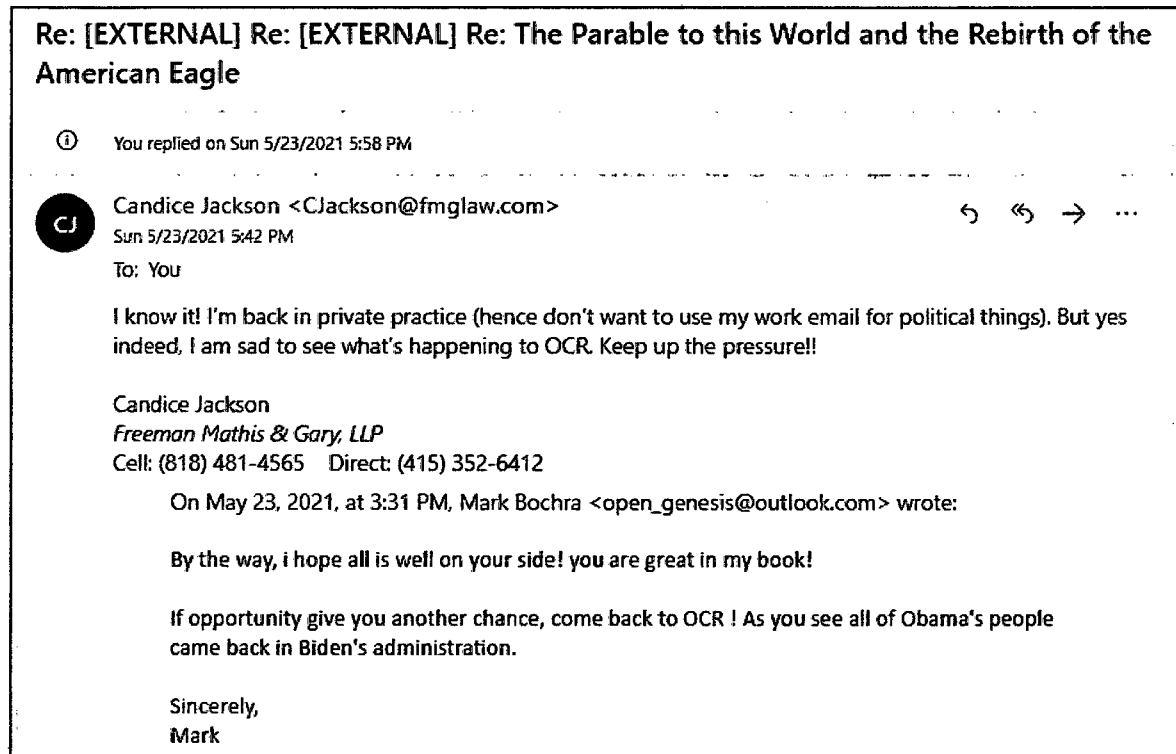 Re: [EXTERNAL] Re: [EXTERNAL] Re: The Parable to this World and the Rebirth of the
American Eagle
You replied on Sun 5/23/2021 5:58 PM
CJ
Candice Jackson <CJackson@fmglaw.com>
Sun 5/23/2021 5:42 PM
To: You
I know it! I'm back in private practice (hence don't want to use my work email for political things). But yes
indeed, I am sad to see what's happening to OCR. Keep up the pressure!!
Candice Jackson
Freeman Mathis & Gary, LLP
Cell: (818) 481-4565 Direct: (415) 352-6412
On May 23, 2021, at 3:31 PM, Mark Bochra <open_genesis@outlook.com> wrote:
By the way, i hope all is well on your side! you are great in my book!
If opportunity give you another chance, come back to OCR ! As you see all of Obama's people
came back in Biden's administration.
Sincerely,
Mark